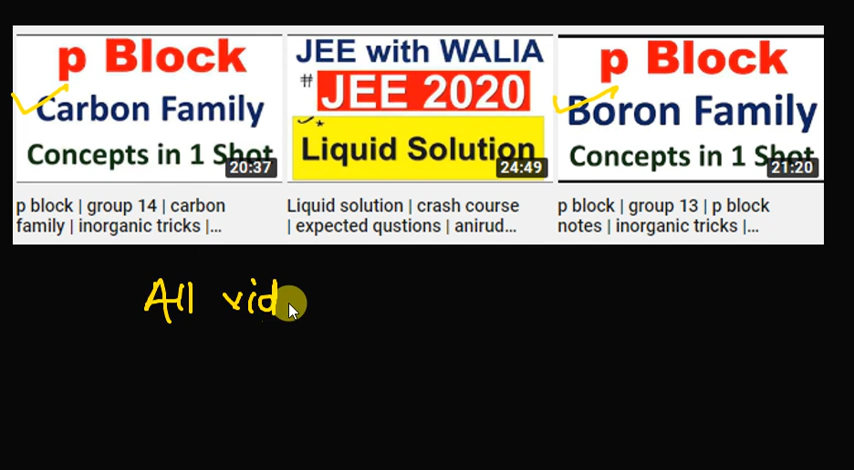 p Block
Carbon Family
Concepts in 1 Shot
20:37
p block | group 14 | carbon
family | inorganic tricks |...
JEE with WALIA
# JEE 2020
Liquid Solution
24:49
Liquid solution | crash course
| expected qustions | anirud...
p Block
Boron Family
Concepts in 1 Shot
21:20
p block | group 13 | p block
notes | inorganic tricks |...
All vid